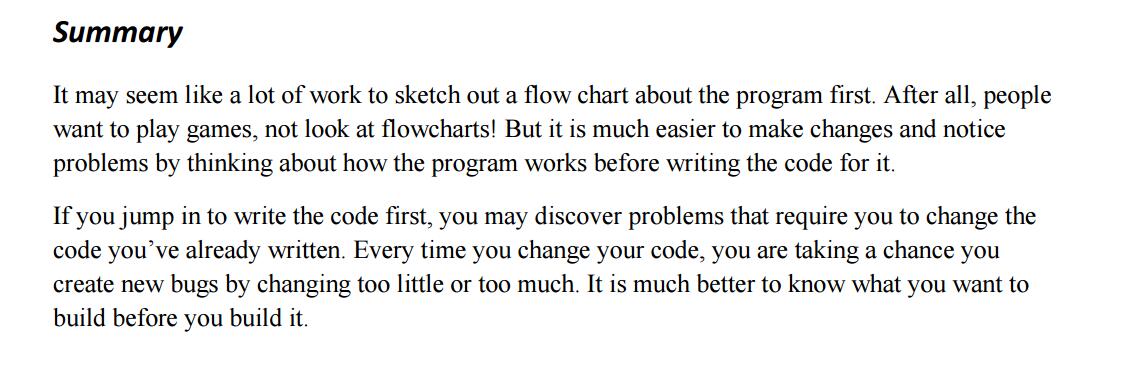 Summary
It may seem like a lot of work to sketch out a flow chart about the program first. After all, people
want to play games, not look at flowcharts! But it is much easier to make changes and notice
problems by thinking about how the program works before writing the code for it.
If you jump in to write the code first, you may discover problems that require you to change the
code you’ve already written. Every time you change your code, you are taking a chance you
create new bugs by changing too little or too much. It is much better to know what you want to
build before you build it.